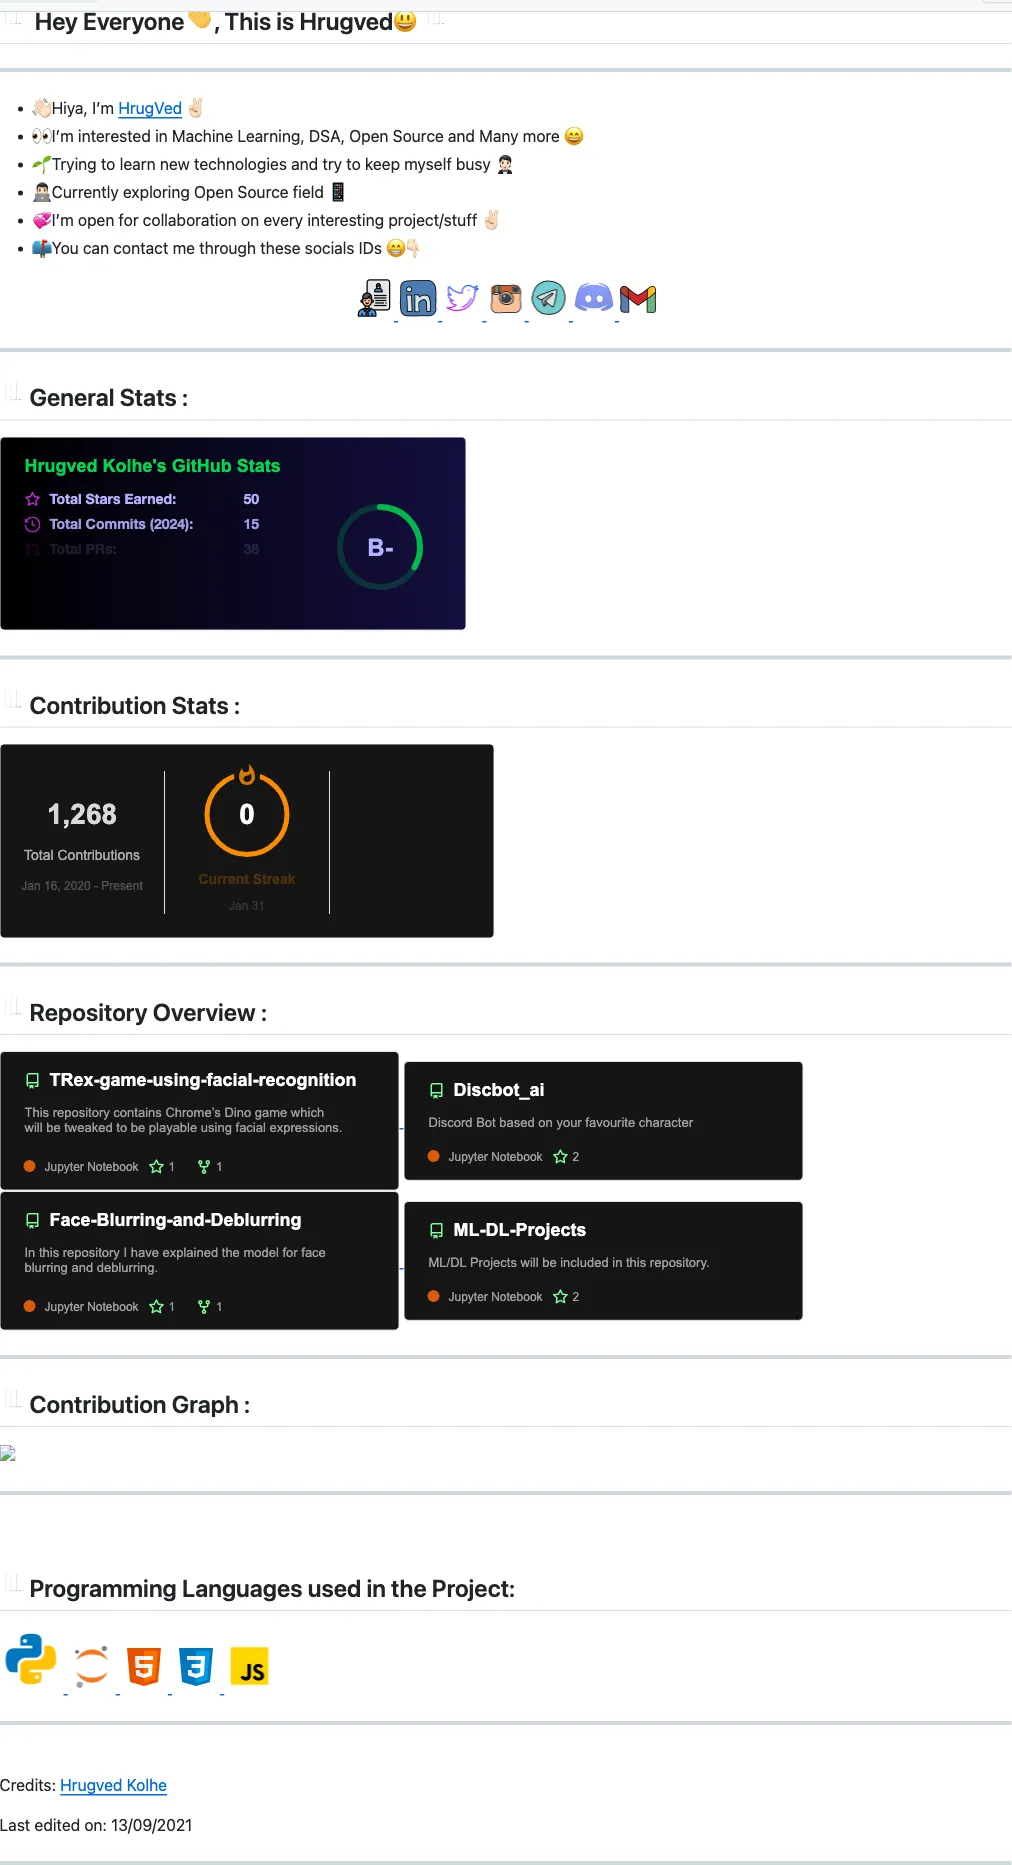 Hey Everyone👋, This is Hrugved😃
👋🏻Hiya, I'm HrugVed ✌🏻
👀I'm interested in Machine Learning, DSA, Open Source and Many more 😄
🌱Trying to learn new technologies and try to keep myself busy 🤵🏻
👨🏻‍💻Currently exploring Open Source field 📱
💞I'm open for collaboration on every interesting project/stuff ✌🏻
📫You can contact me through these socials IDs 😁👇🏻
in
General Stats :
Hrugved Kolhe's GitHub Stats
Total Stars Earned: 50
Total Commits (2024): 15
Total PRs: 38
B-
Contribution Stats :
1,268
Total Contributions
Jan 16, 2020 - Present
0
Current Streak
Jan 31
Repository Overview :
TRex-game-using-facial-recognition
This repository contains Chrome's Dino game which
will be tweaked to be playable using facial expressions.
Jupyter Notebook 1 1
Discbot_ai
Discord Bot based on your favourite character
Jupyter Notebook 2
Face-Blurring-and-Deblurring
In this repository I have explained the model for face
blurring and deblurring.
Jupyter Notebook 1 1
ML-DL-Projects
ML/DL Projects will be included in this repository.
Jupyter Notebook 2
Contribution Graph :
Programming Languages used in the Project:
5 3 JS
Credits: Hrugved Kolhe
Last edited on: 13/09/2021